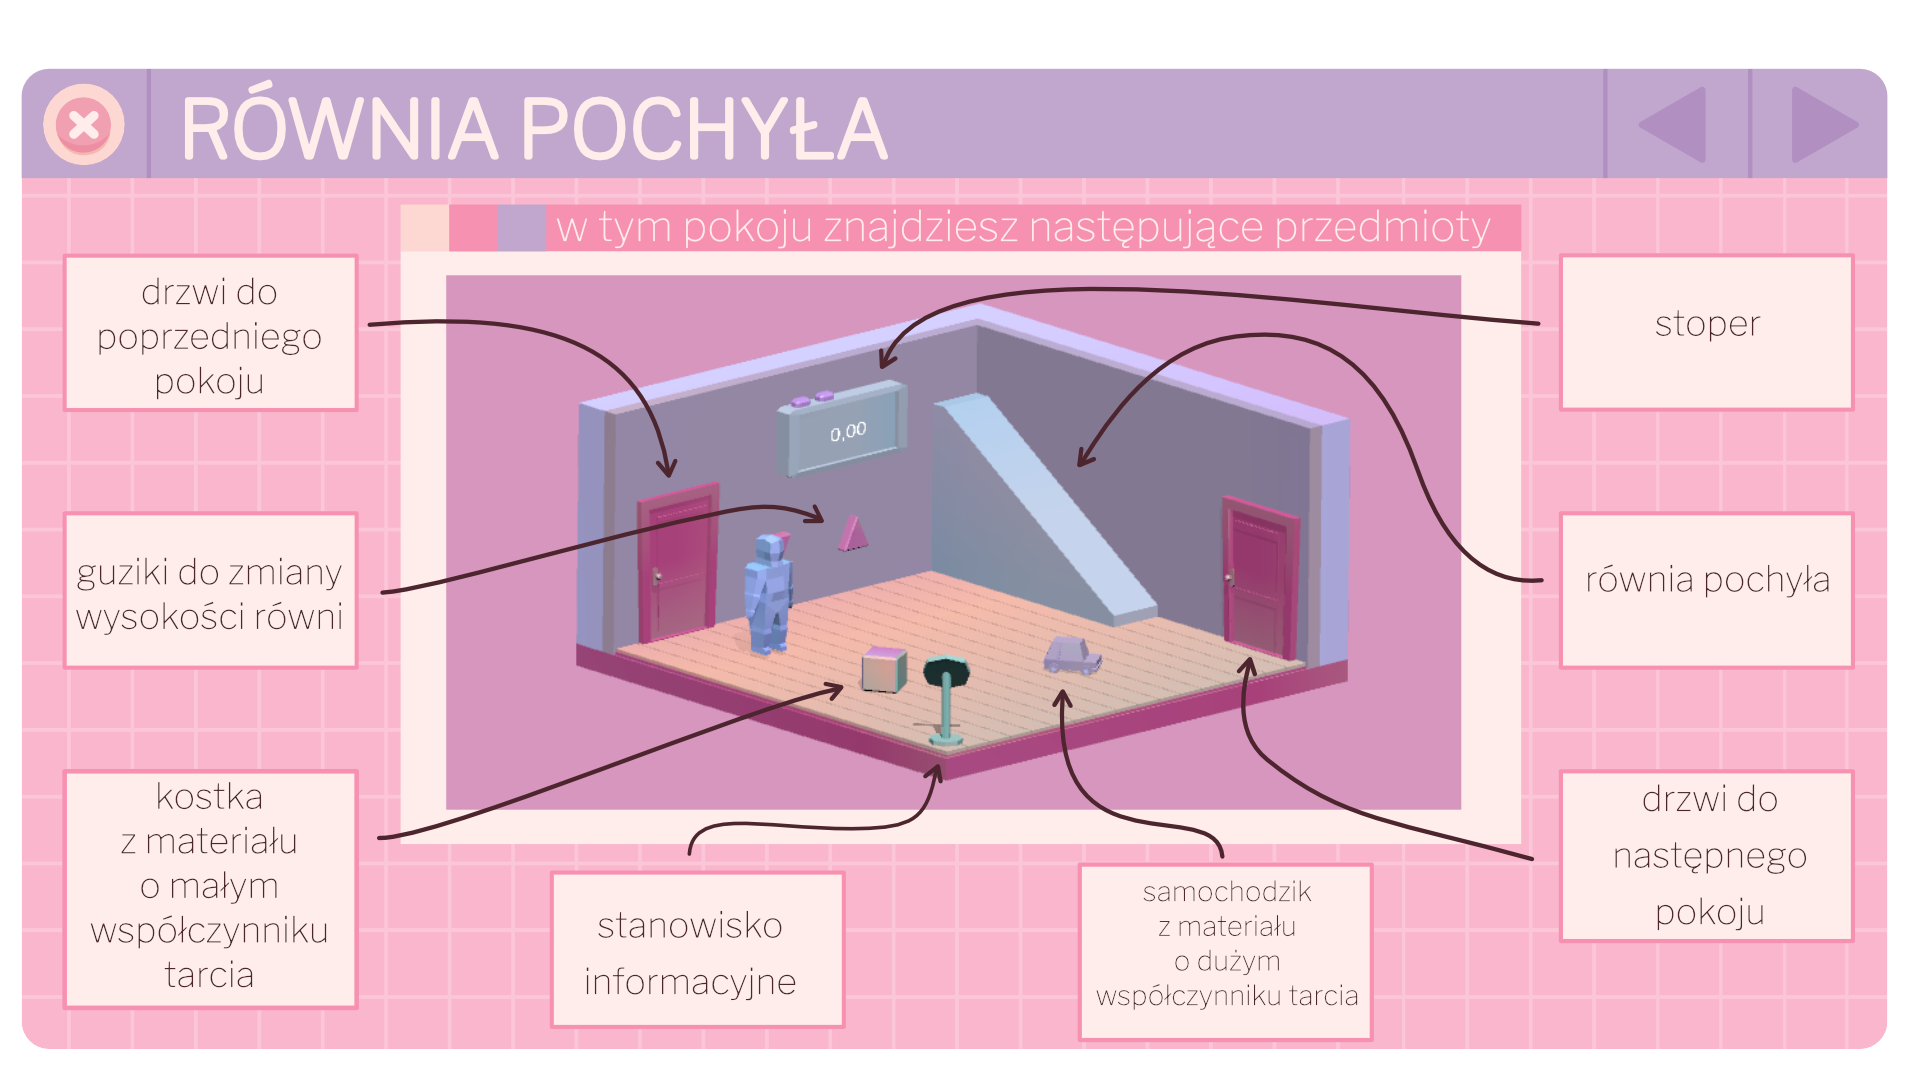 RÓWNIA POCHYŁA
w tym pokoju znajdziesz następujące przedmioty
drzwi do
poprzedniego
pokoju
stoper
0,00
guziki do zmiany
wysokości równi
równia pochyła
kostka
z materiału
o małym
współczynniku
tarcia
stanowisko
informacyjne
samochodzik
z materiału
o dużym
współczynniku tarcia
drzwi do
następnego
pokoju